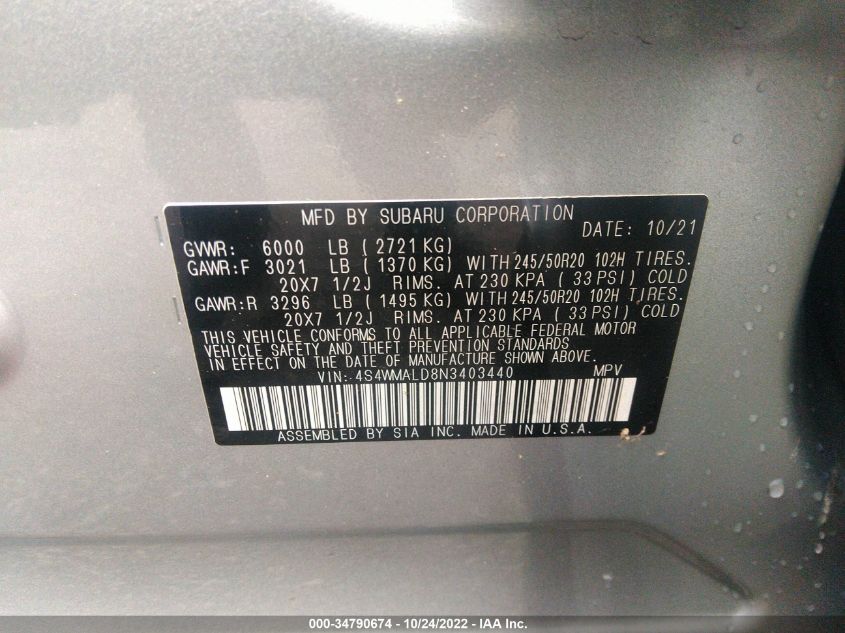 MFD BY SUBARU CORPORATION DATE: 10/21
GVWR: 6000 LB ( 2721 KG)
GAWR:F 3021 LB ( 1370 KG) WITH 245/50R20 102H TIRES.
20X7 1/2J RIMS. AT 230 KPA ( 33 PSI) COLD
GAWR:R 3296 LB ( 1495 KG) WITH 245/50R20 102H TIRES.
20X7 1/2J RIMS. AT 230 KPA ( 33 PSI) COLD
THIS VEHICLE CONFORMS TO ALL APPLICABLE FEDERAL MOTOR
VEHICLE SAFETY AND THEFT PREVENTION STANDARDS
IN EFFECT ON THE DATE OF MANUFACTURE SHOWN ABOVE.
VIN: 4S4WMALD8N3403440 MPV
ASSEMBLED BY SIA INC. MADE IN U.S.A.
000-34790674 - 10/24/2022 - IAA Inc.